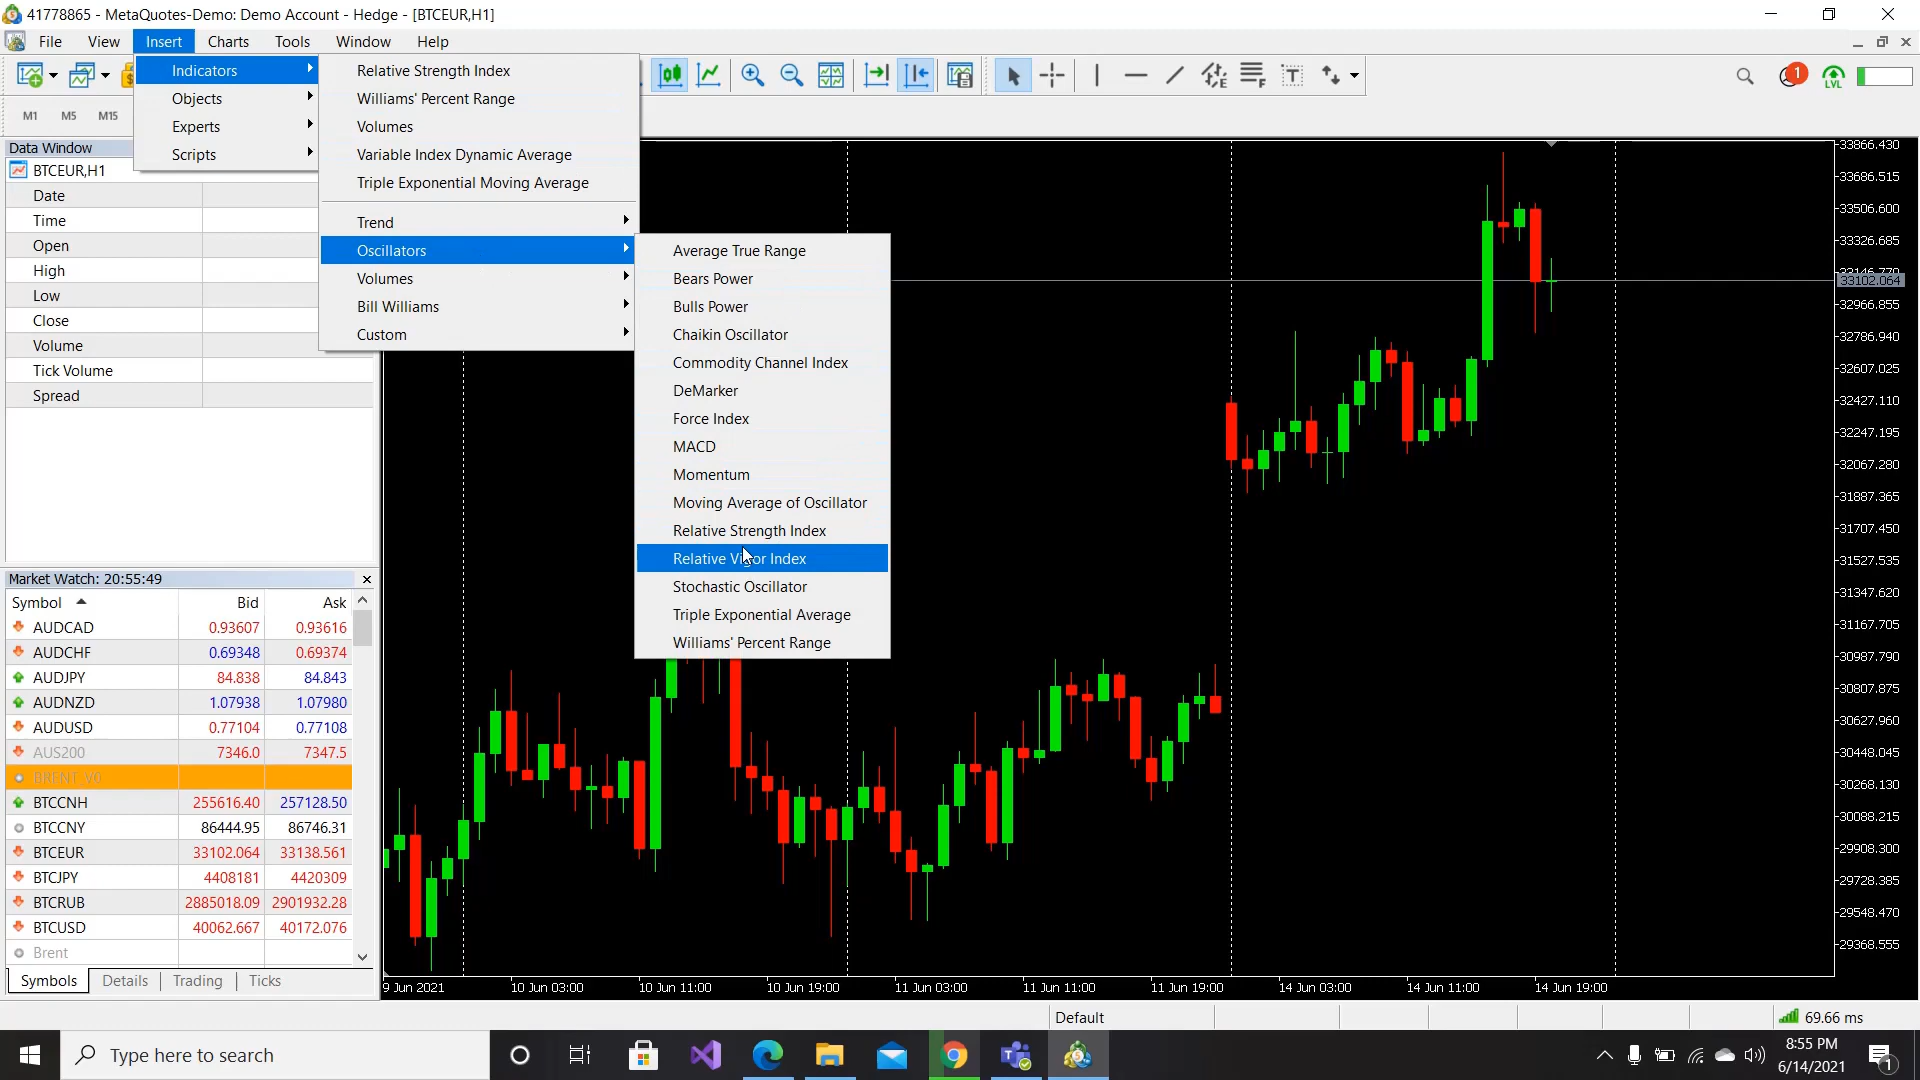 41778865 - MetaQuotes-Demo: Demo Account - Hedge - [BTCEUR,H1]
File View Insert Charts Tools Window Help
M1 M5 M15
LVL
1
Indicators
Objects
Experts
Scripts
Relative Strength Index
Williams' Percent Range
Volumes
Variable Index Dynamic Average
Triple Exponential Moving Average
Trend
Oscillators
Volumes
Bill Williams
Custom
Average True Range
Bears Power
Bulls Power
Chaikin Oscillator
Commodity Channel Index
DeMarker
Force Index
MACD
Momentum
Moving Average of Oscillator
Relative Strength Index
Relative Vigor Index
Stochastic Oscillator
Triple Exponential Average
Williams' Percent Range
Data Window
BTCEUR,H1
Date
Time
Open
High
Low
Close
Volume
Tick Volume
Spread
Market Watch: 20:55:49
Symbol Bid Ask
AUDCAD 0.93607 0.93616
AUDCHF 0.69348 0.69374
AUDJPY 84.838 84.843
AUDNZD 1.07938 1.07980
AUDUSD 0.77104 0.77108
AUS200 7346.0 7347.5
BTCCNH 255616.40 257128.50
BTCCNY 86444.95 86746.31
BTCEUR 33102.064 33138.561
BTCJPY 4408181 4420309
BTCRUB 2885018.09 2901932.28
BTCUSD 40062.667 40172.076
Brent
Symbols Details Trading Ticks
33866.430
33686.515
33506.600
33326.685
33146.770
33102.064
32966.855
32786.940
32607.025
32427.110
32247.195
32067.280
31887.365
31707.450
31527.535
31347.620
31167.705
30987.790
30807.875
30627.960
30448.045
30268.130
30088.215
29908.300
29728.385
29548.470
29368.555
9 Jun 2021 10 Jun 03:00 10 Jun 11:00 10 Jun 19:00 11 Jun 03:00 11 Jun 11:00 11 Jun 19:00 14 Jun 03:00 14 Jun 11:00 14 Jun 19:00
Default 69.66 ms
Type here to search
8:55 PM
6/14/2021
1